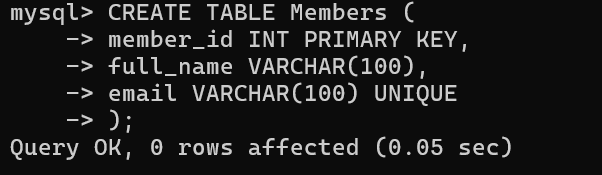 mysql> CREATE TABLE Members (
    -> member_id INT PRIMARY KEY,
    -> full_name VARCHAR(100),
    -> email VARCHAR(100) UNIQUE
    -> );
Query OK, 0 rows affected (0.05 sec)